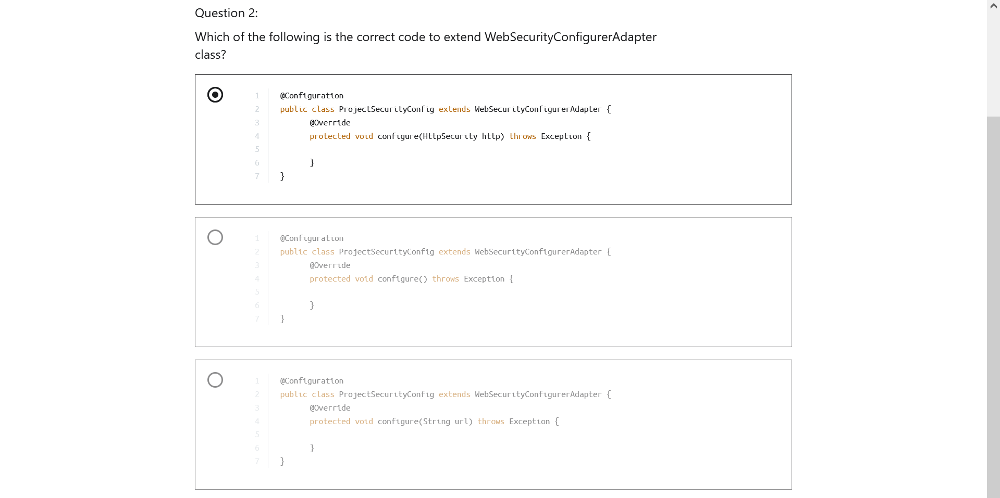 Question 2:
Which of the following is the correct code to extend WebSecurityConfigurerAdapter
class?
1 @Configuration
2 public class ProjectSecurityConfig extends WebSecurityConfigurerAdapter {
3 @Override
4 protected void configure(HttpSecurity http) throws Exception {
5
6 }
7 }
1 @Configuration
2 public class ProjectSecurityConfig extends WebSecurityConfigurerAdapter {
3 @Override
4 protected void configure() throws Exception {
5
6 }
7 }
1 @Configuration
2 public class ProjectSecurityConfig extends WebSecurityConfigurerAdapter {
3 @Override
4 protected void configure(String url) throws Exception {
5
6 }
7 }